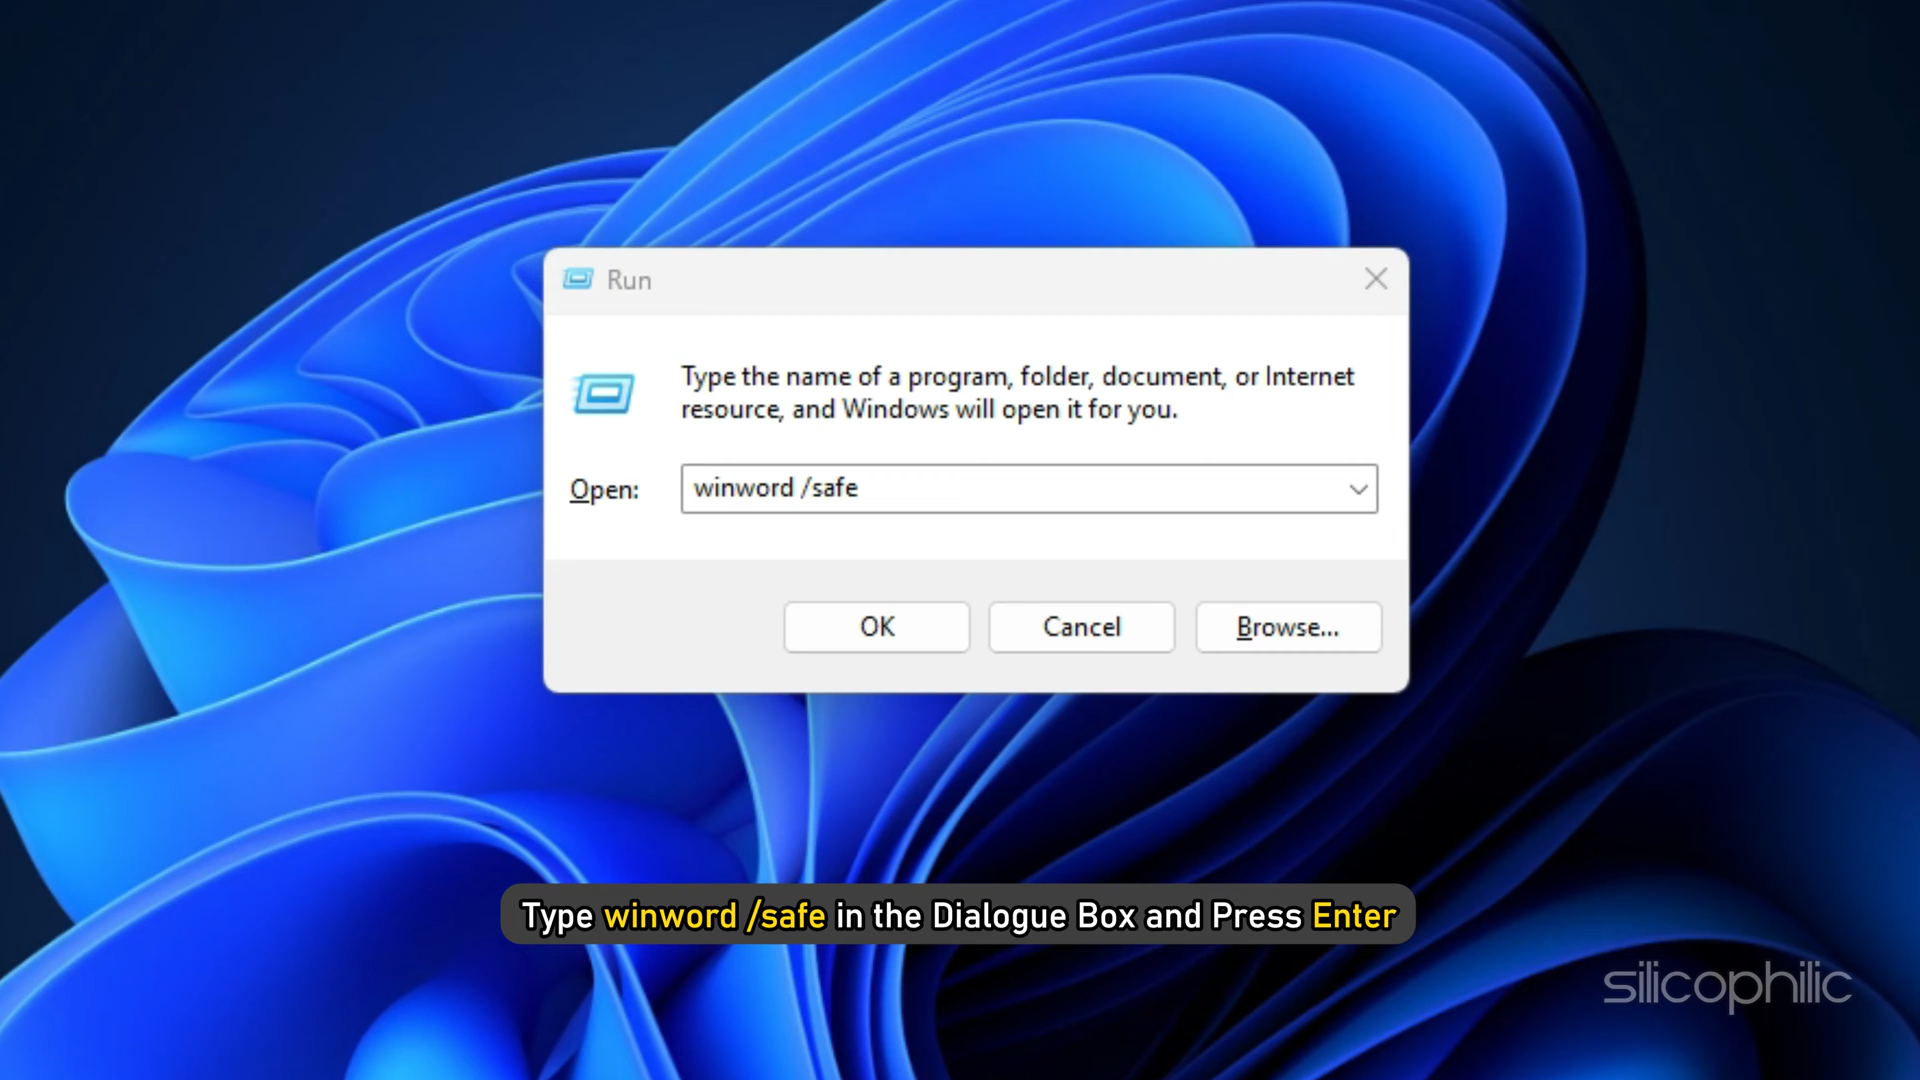 Run
Type the name of a program, folder, document, or Internet
resource, and Windows will open it for you.
Open:
winword /safe
OK
Cancel
Browse...
Type winword /safe in the Dialogue Box and Press Enter
silicophilic